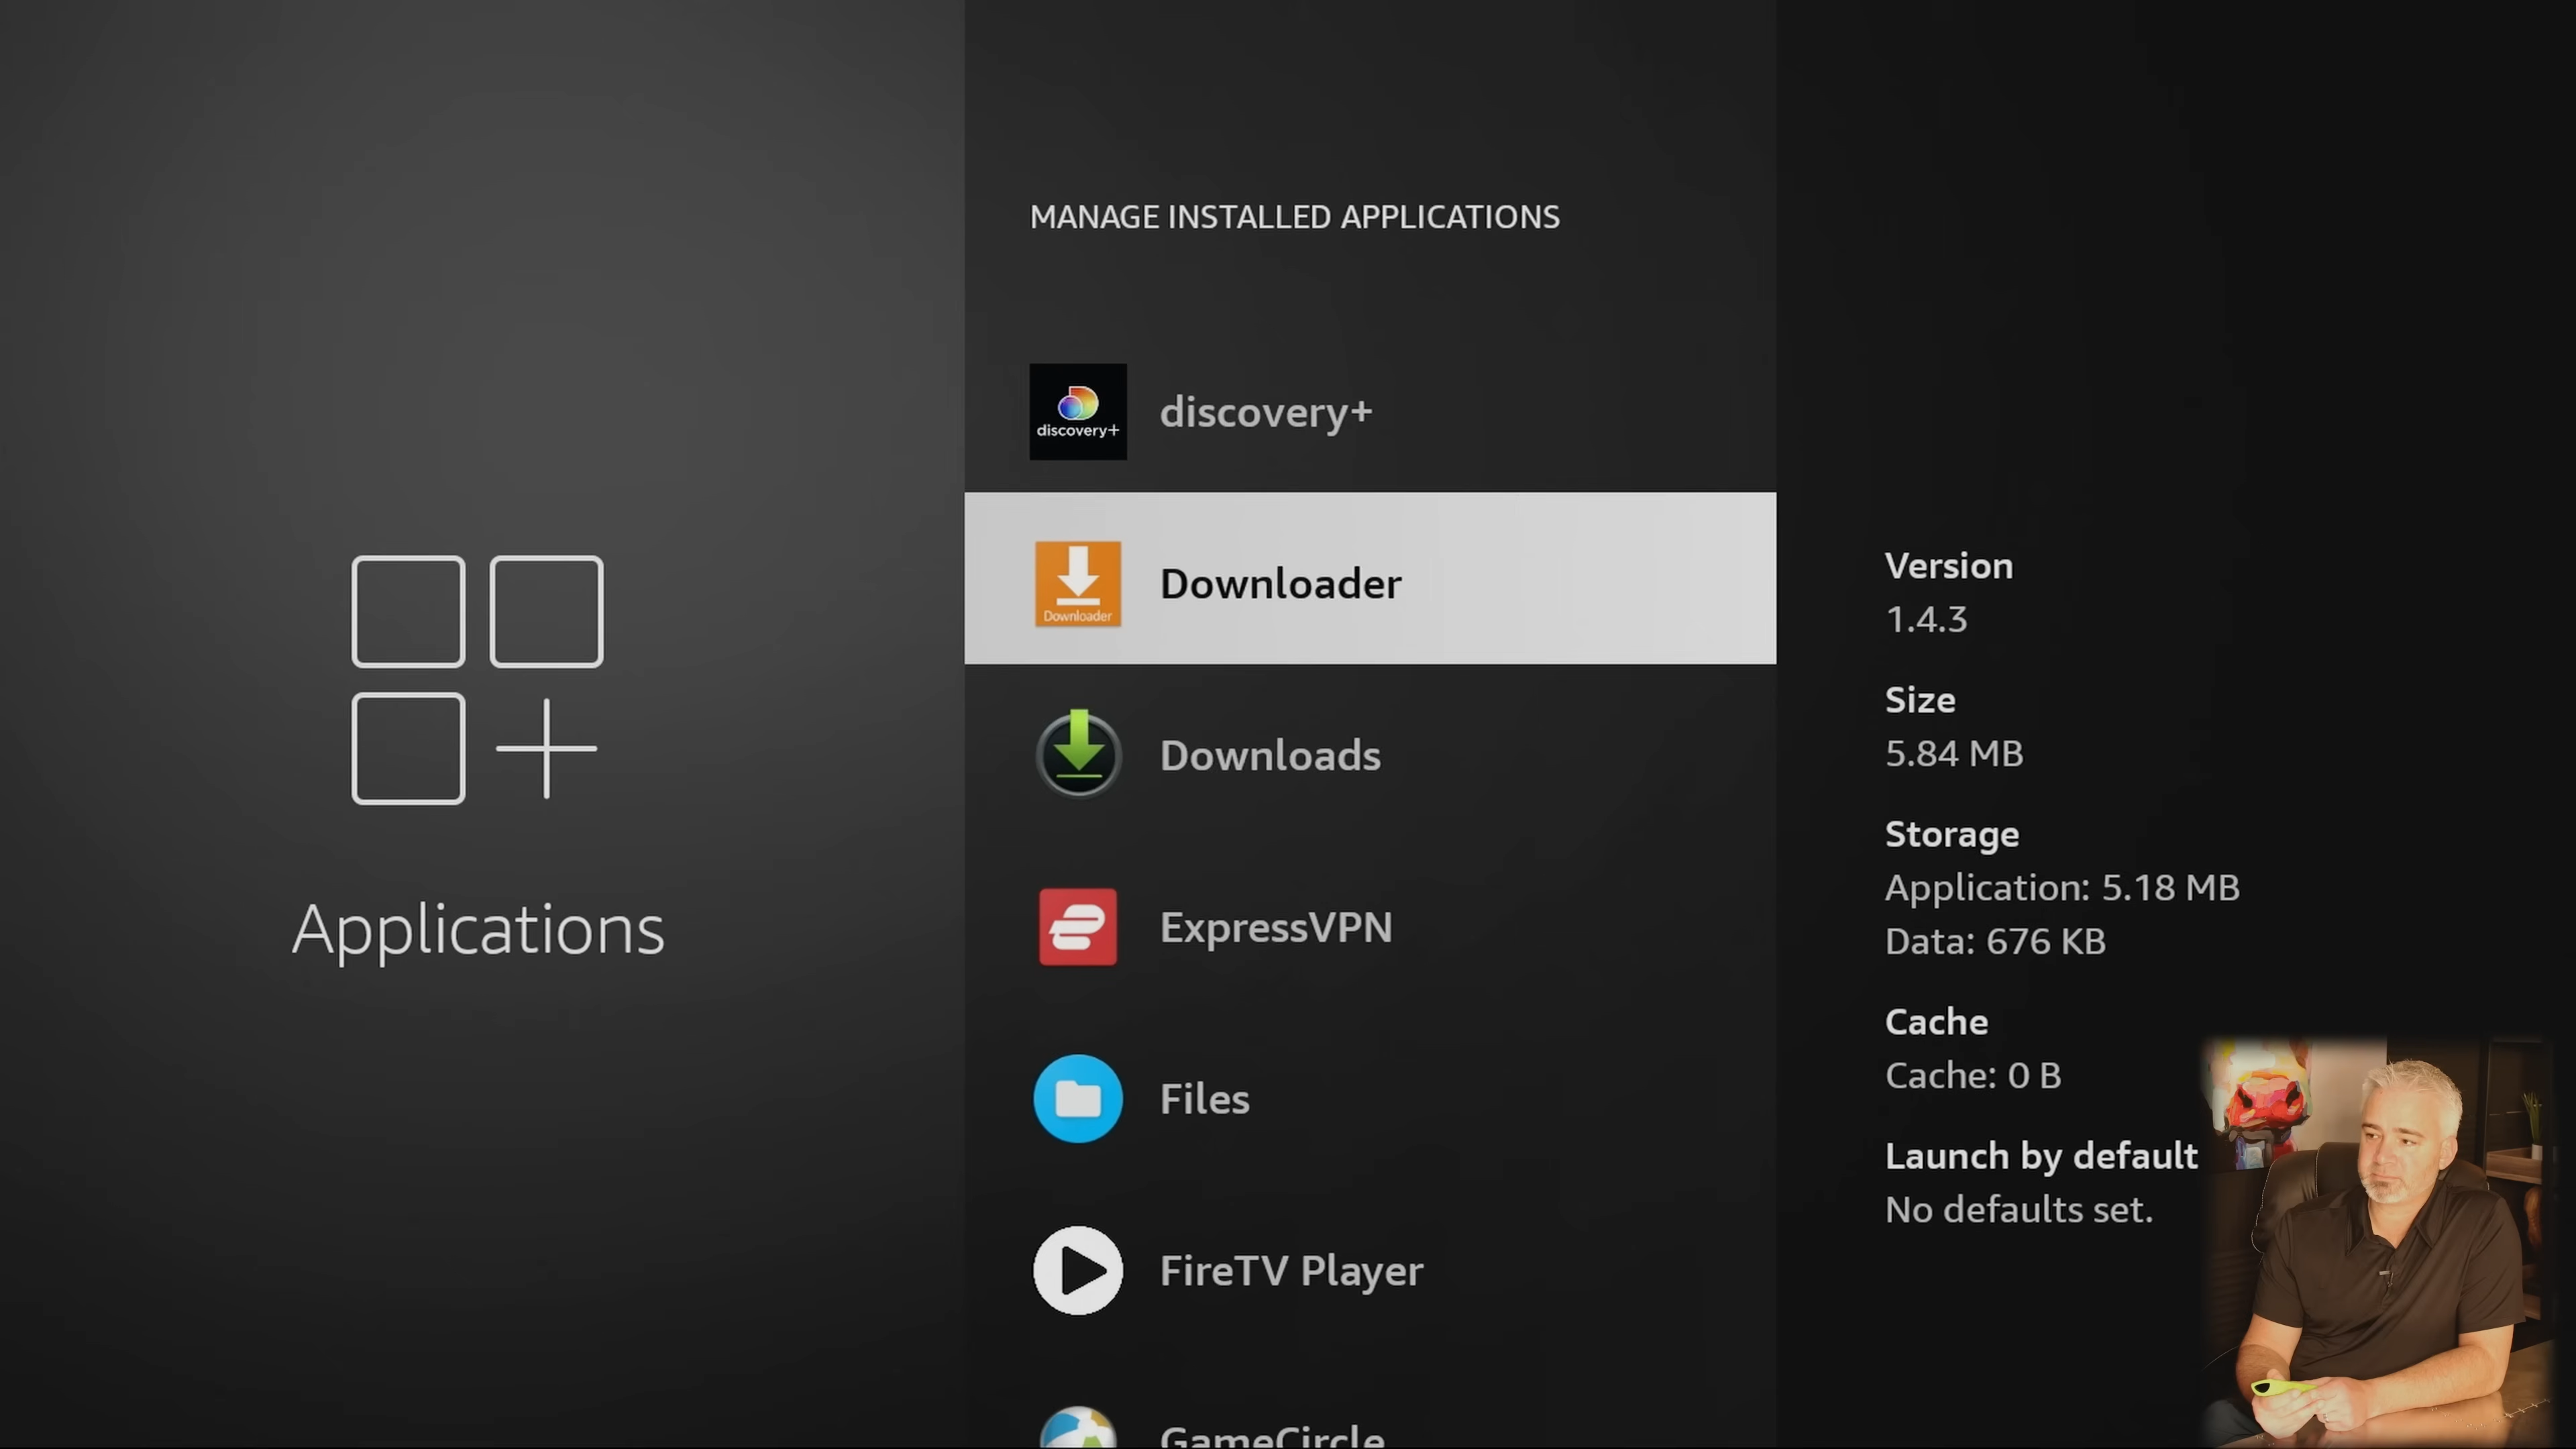 MANAGE INSTALLED APPLICATIONS
discovery+
discovery+
Downloader
Downloader
Downloads
ExpressVPN
Files
FireTV Player
GameCircle
Applications
Version
1.4.3
Size
5.84 MB
Storage
Application: 5.18 MB
Data: 676 KB
Cache
Cache: 0 B
Launch by default
No defaults set.